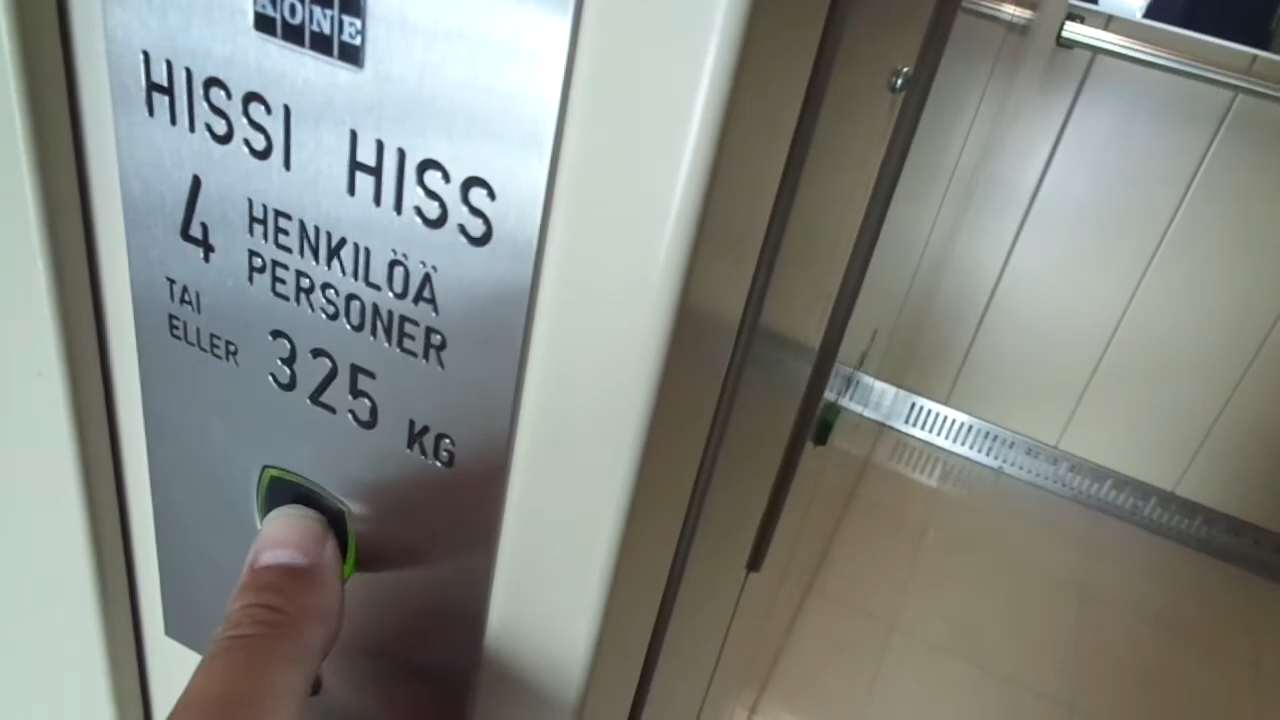 KONE
HISSI HISS
4 HENKILÖÄ
PERSONER
TAI
ELLER 325 KG